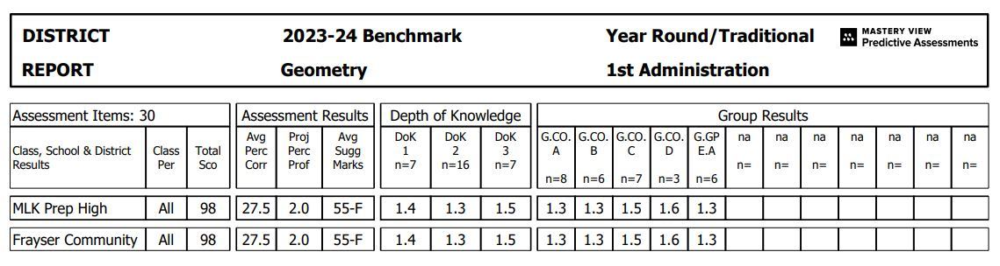 DISTRICT 2023-24 Benchmark Year Round/Traditional MASTERY VIEW
Predictive Assessments
REPORT Geometry 1st Administration
Assessment Items: 30 Assessment Results Depth of Knowledge Group Results
Class, School & District Results Class Per Total Sco Avg Perc Corr Proj Perc Prof Avg Sugg Marks DoK 1 n=7 DoK 2 n=16 DoK 3 n=7 G.CO. A n=8 G.CO. B n=6 G.CO. C n=7 G.CO. D n=3 G.GP E.A n=6 na n= na n= na n= na n= na n= na n= na n=
MLK Prep High All 98 27.5 2.0 55-F 1.4 1.3 1.5 1.3 1.3 1.5 1.6 1.3
Frayser Community All 98 27.5 2.0 55-F 1.4 1.3 1.5 1.3 1.3 1.5 1.6 1.3